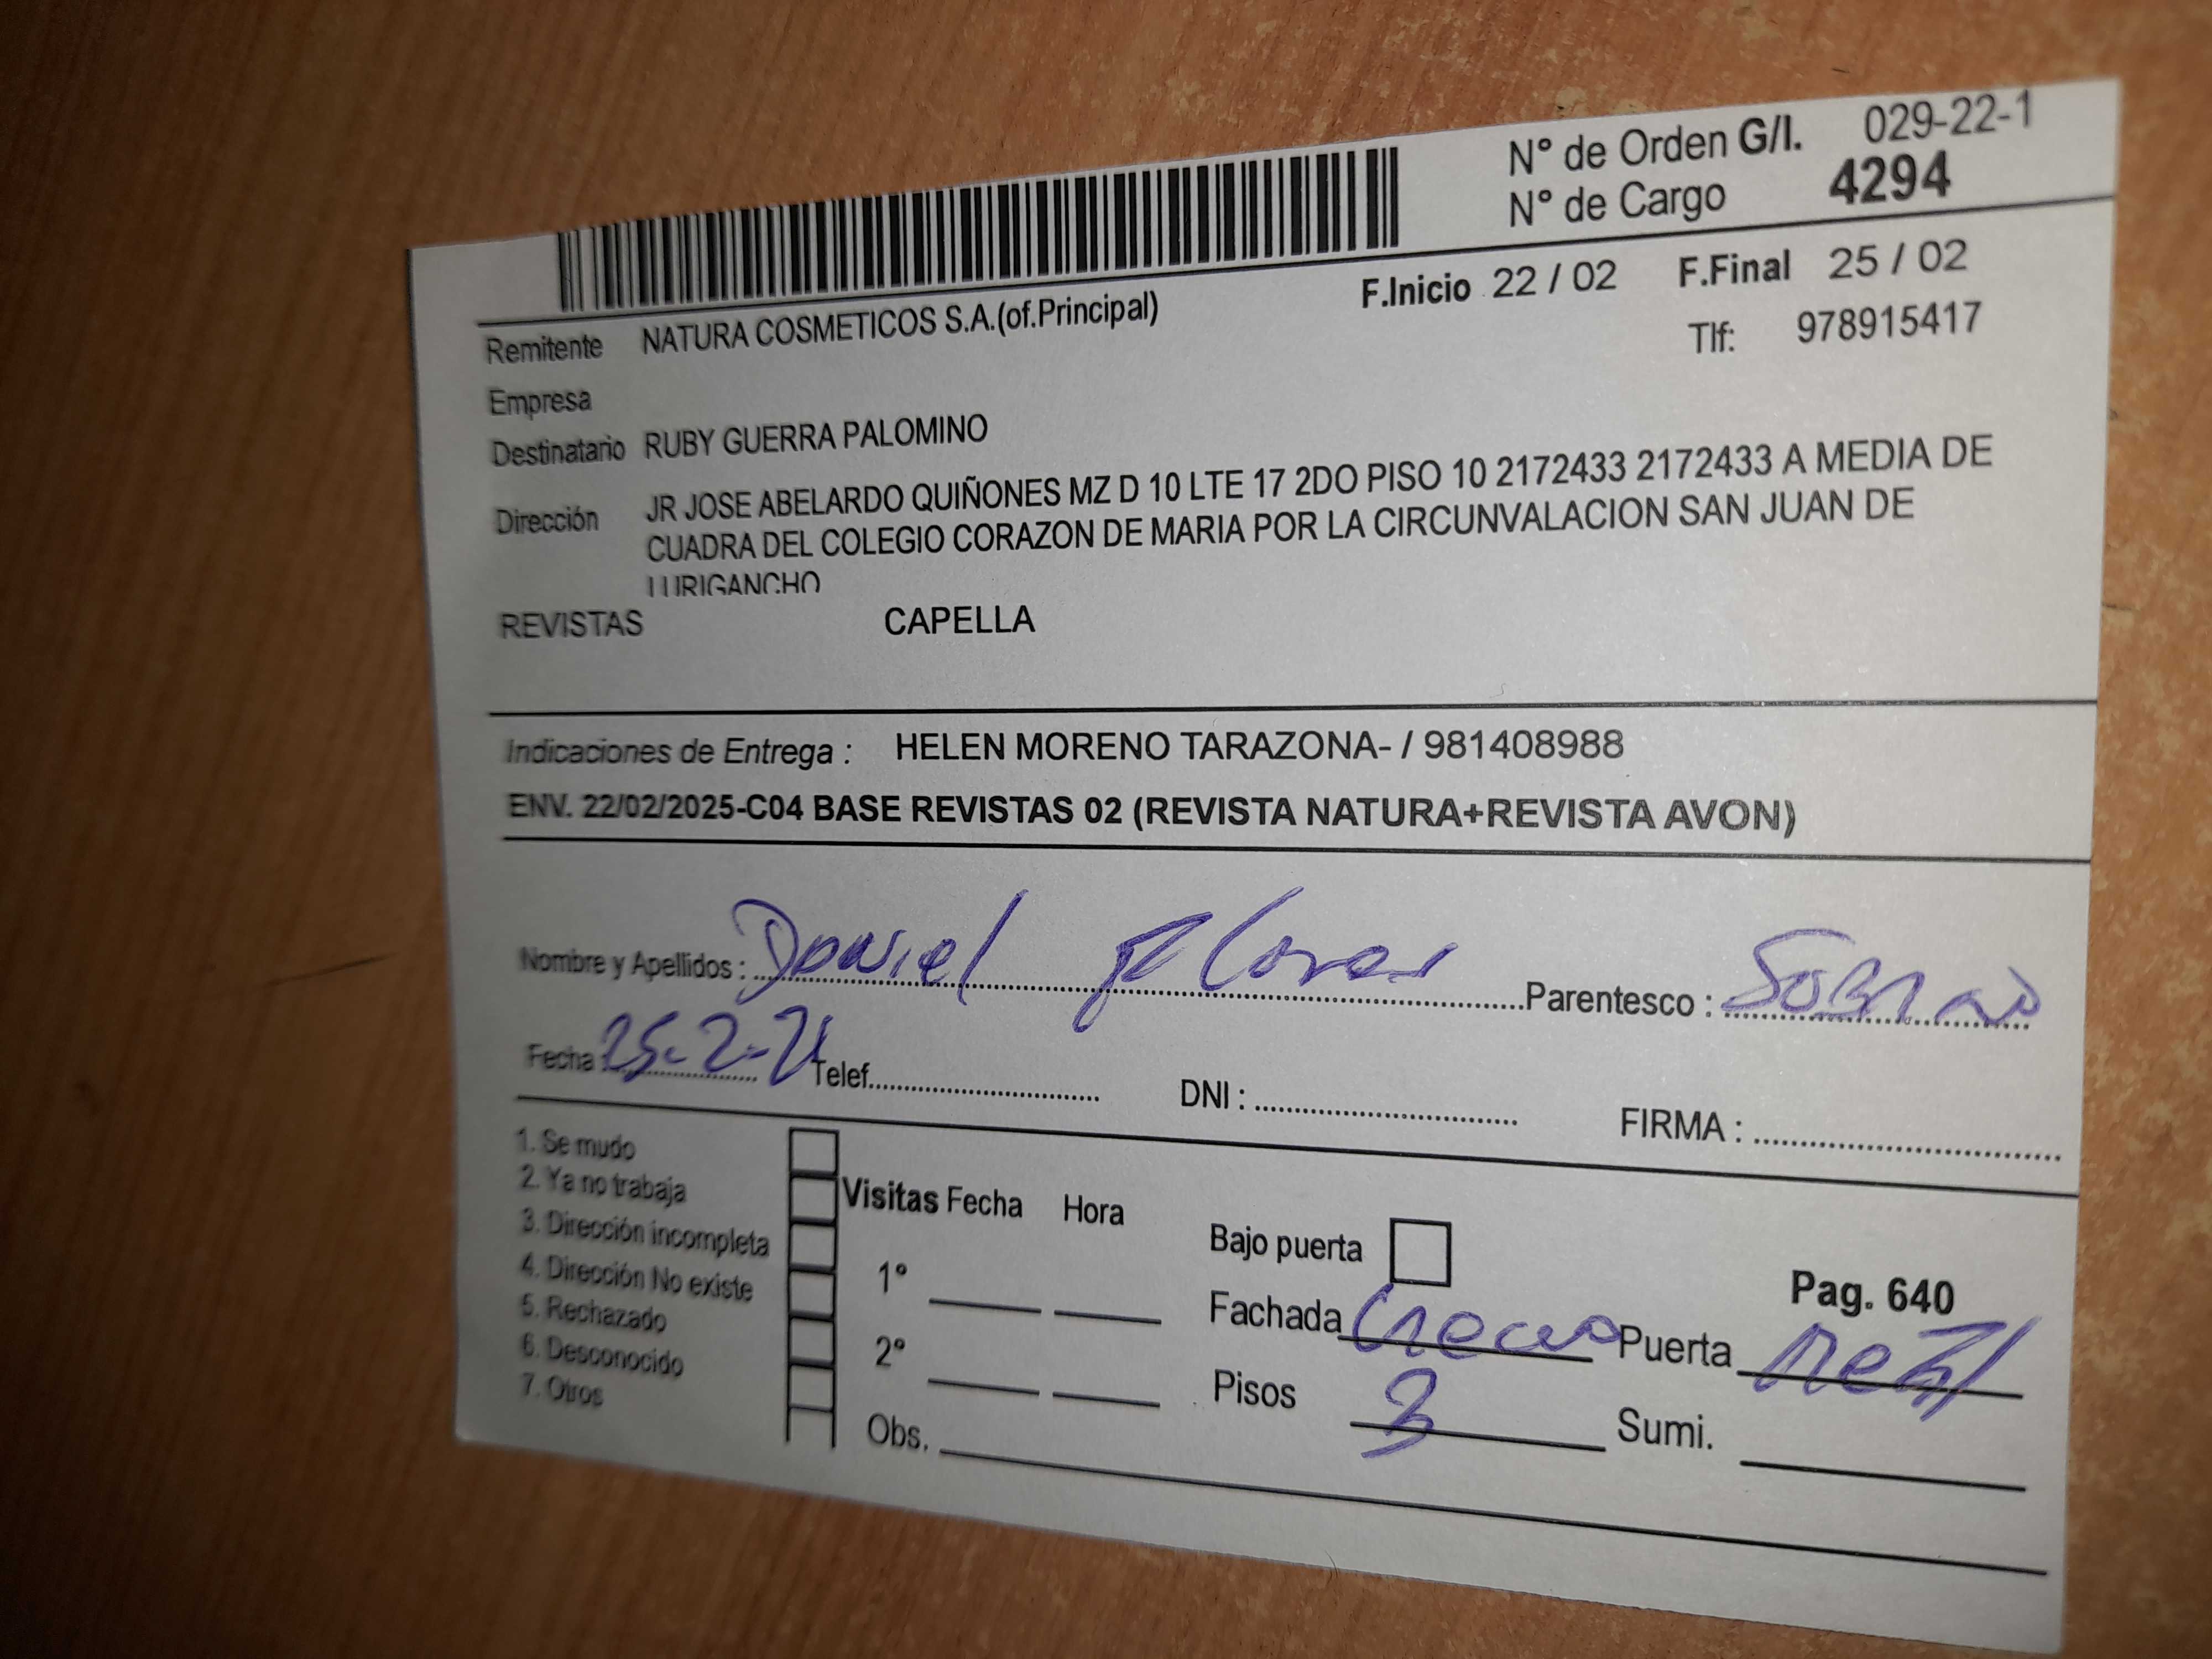 N° de Orden G/I. 029-22-1
N° de Cargo 4294
F.Inicio 22 / 02 F.Final 25 / 02
Remitente NATURA COSMETICOS S.A.(of.Principal)
Tlf: 978915417
Empresa
Destinatario RUBY GUERRA PALOMINO
Dirección JR JOSE ABELARDO QUIÑONES MZ D 10 LTE 17 2DO PISO 10 2172433 2172433 A MEDIA DE
CUADRA DEL COLEGIO CORAZON DE MARIA POR LA CIRCUNVALACION SAN JUAN DE
LURIGANCHO
REVISTAS CAPELLA
Indicaciones de Entrega : HELEN MORENO TARAZONA- / 981408988
ENV. 22/02/2025-C04 BASE REVISTAS 02 (REVISTA NATURA+REVISTA AVON)
Nombre y Apellidos : Daniel Flores Parentesco :
Fecha : 25-2- Telef. DNI : FIRMA :
1. Se mudo
2. Ya no trabaja
3. Dirección incompleta
4. Dirección No existe
5. Rechazado
6. Desconocido
7. Otros
Visitas Fecha Hora
1°
2°
Obs.
Bajo puerta
Pag. 640
Fachada Crema Puerta
Pisos 3 Sumi.